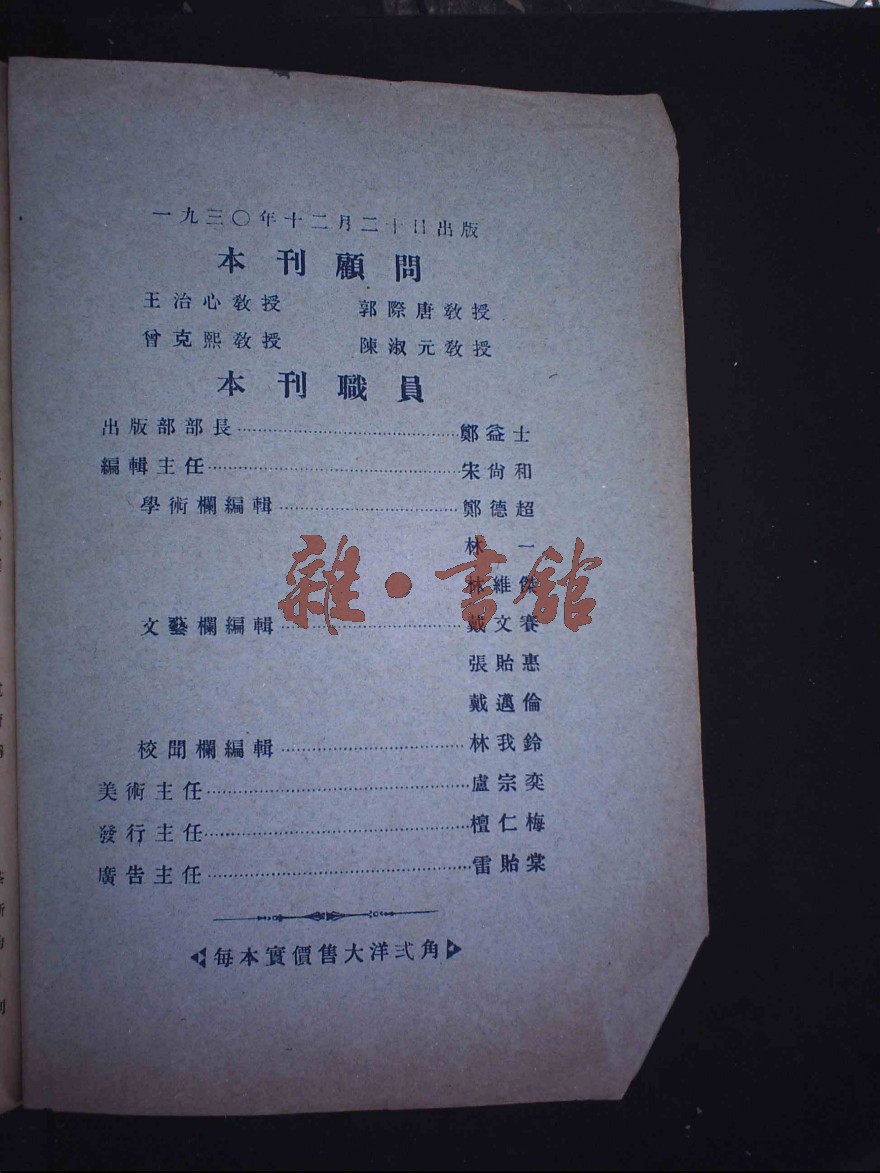 一九三〇年十二月二十日出版
本刊顧問
王治心教授 郭際唐教授
曾克熙教授 陳淑元教授
本刊職員
出版部部長……鄭益士
編輯主任……宋尙和
學術欄編輯……鄭德超
林一
林維傑
雜·書舘
文藝欄編輯……戴文賽
張貽惠
戴邁倫
校聞欄編輯……林我鈴
美術主任……盧宗奕
發行主任……檀仁梅
廣告主任……雷貽棠
每本實價售大洋弍角